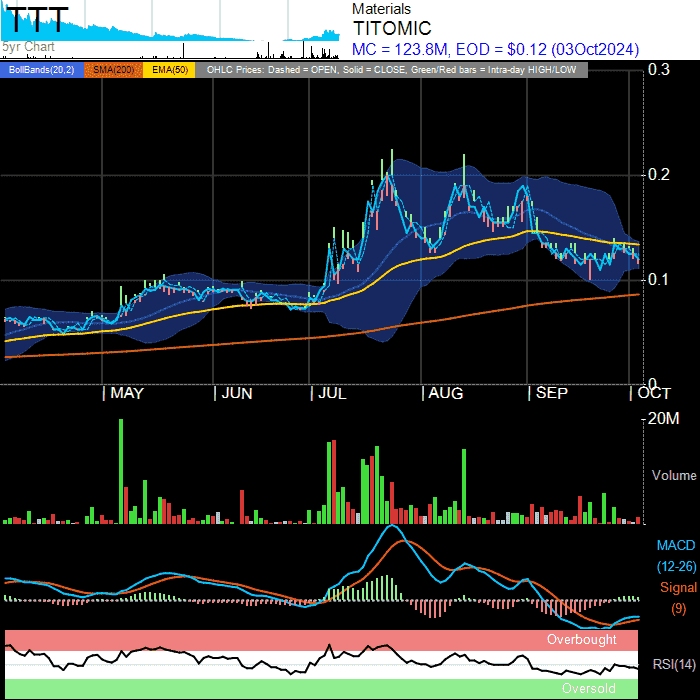 TTT
5yr Chart
Materials
TITOMIC
MC = 123.8M, EOD = $0.12 (03Oct2024)
BollBands(20,2) SMA(200) EMA(50) OHLC Prices: Dashed = OPEN, Solid = CLOSE, Green/Red bars = Intra-day HIGH/LOW
0.3
0.2
0.1
0
MAY JUN JUL AUG SEP OCT
20M
Volume
MACD
(12-26)
Signal
(9)
Overbought
RSI(14)
Oversold